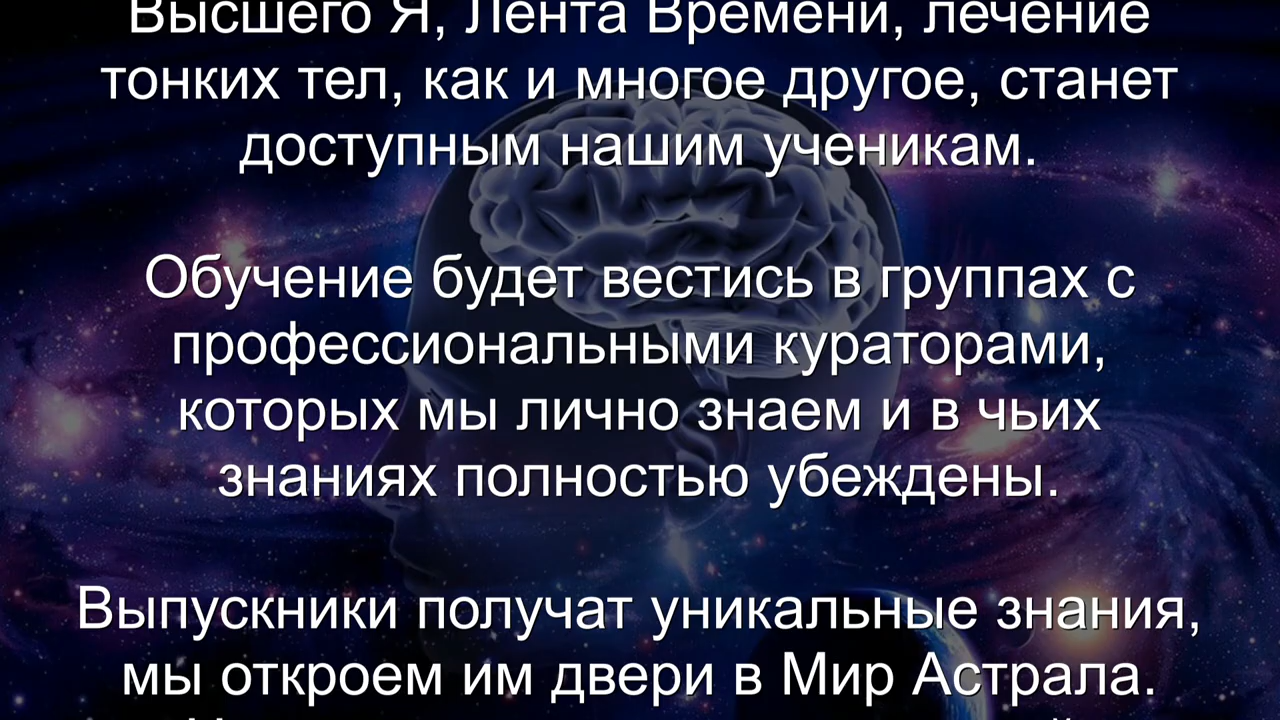 Высшего Я, Лента Времени, лечение
тонких тел, как и многое другое, станет
доступным нашим ученикам.
Обучение будет вестись в группах с
профессиональными кураторами,
которых мы лично знаем и в чьих
знаниях полностью убеждены.
Выпускники получат уникальные знания,
мы откроем им двери в Мир Астрала.